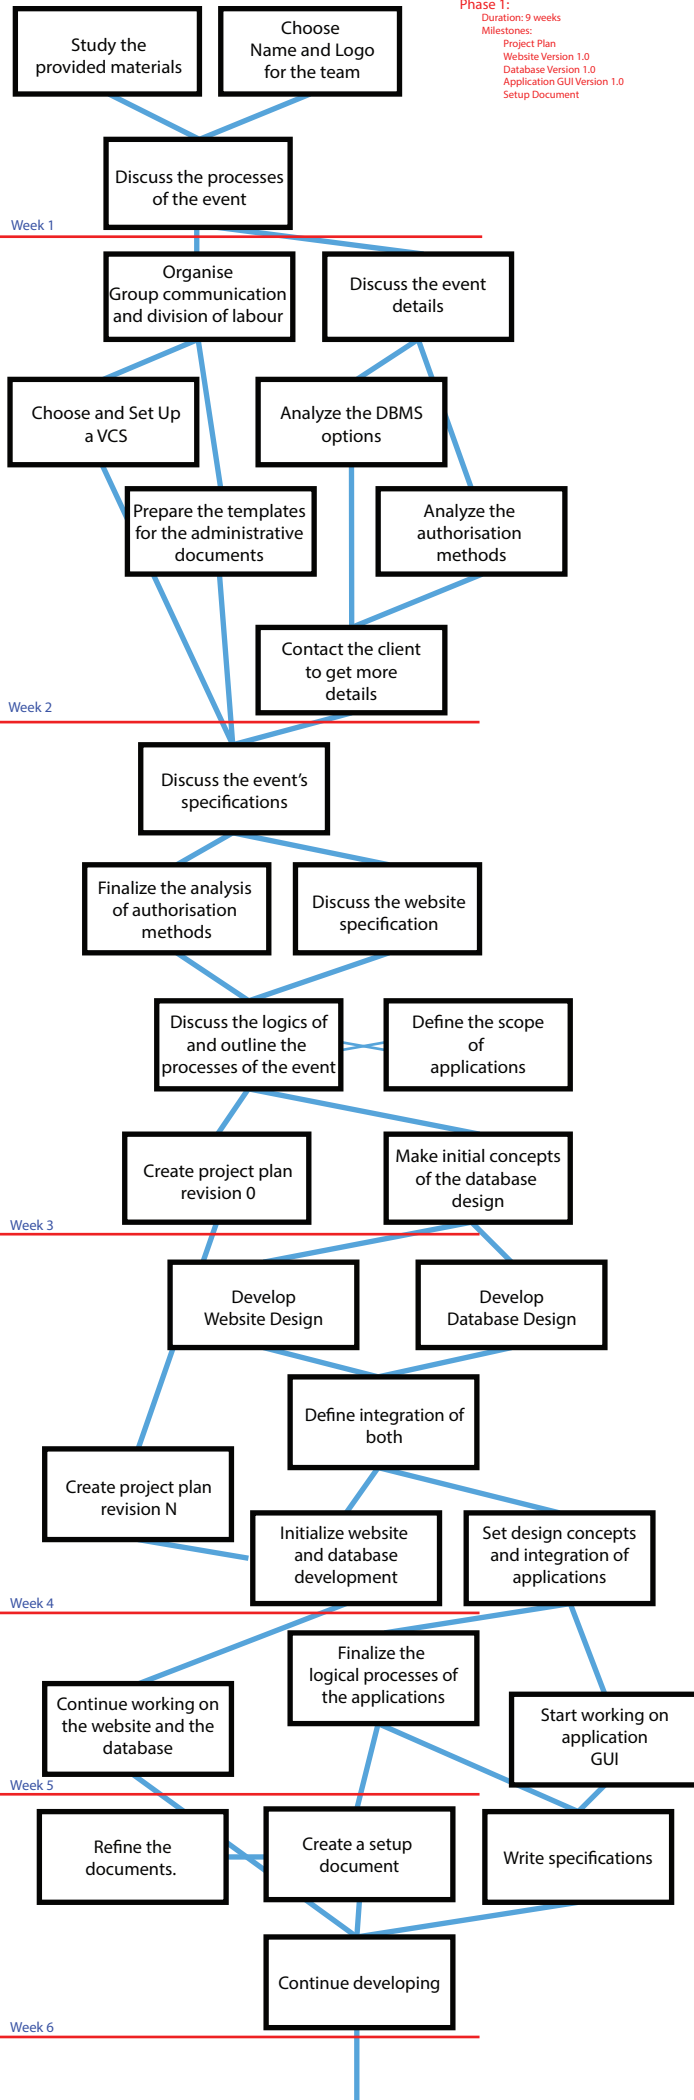 Phase 1:
Duration: 9 weeks
Milestones:
Project Plan
Website Version 1.0
Database Version 1.0
Application GUI Version 1.0
Setup Document
Study the
provided materials
Choose
Name and Logo
for the team
Discuss the processes
of the event
Week 1
Organise
Group communication
and division of labour
Discuss the event
details
Choose and Set Up
a VCS
Analyze the DBMS
options
Prepare the templates
for the administrative
documents
Analyze the
authorisation
methods
Contact the client
to get more
details
Week 2
Discuss the event's
specifications
Finalize the analysis
of authorisation
methods
Discuss the website
specification
Discuss the logics of
and outline the
processes of the event
Define the scope
of
applications
Create project plan
revision 0
Make initial concepts
of the database
design
Week 3
Develop
Website Design
Develop
Database Design
Define integration of
both
Create project plan
revision N
Initialize website
and database
development
Set design concepts
and integration of
applications
Week 4
Finalize the
logical processes of
the applications
Continue working on
the website and the
database
Start working on
application
GUI
Week 5
Refine the
documents.
Create a setup
document
Write specifications
Continue developing
Week 6